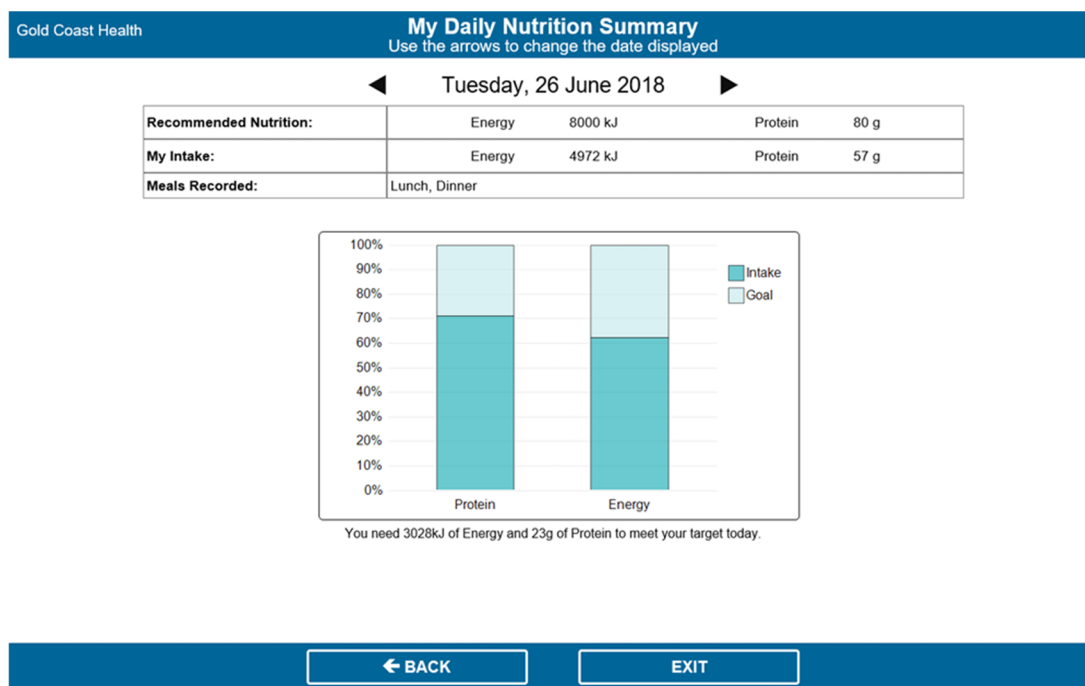 Gold Coast Health
My Daily Nutrition Summary
Use the arrows to change the date displayed
Tuesday, 26 June 2018
Recommended Nutrition: Energy 8000 kJ Protein 80 g
My Intake: Energy 4972 kJ Protein 57 g
Meals Recorded: Lunch, Dinner
100%
90%
80%
70%
60%
50%
40%
30%
20%
10%
0%
Protein Energy
Intake
Goal
You need 3028kJ of Energy and 23g of Protein to meet your target today.
BACK EXIT